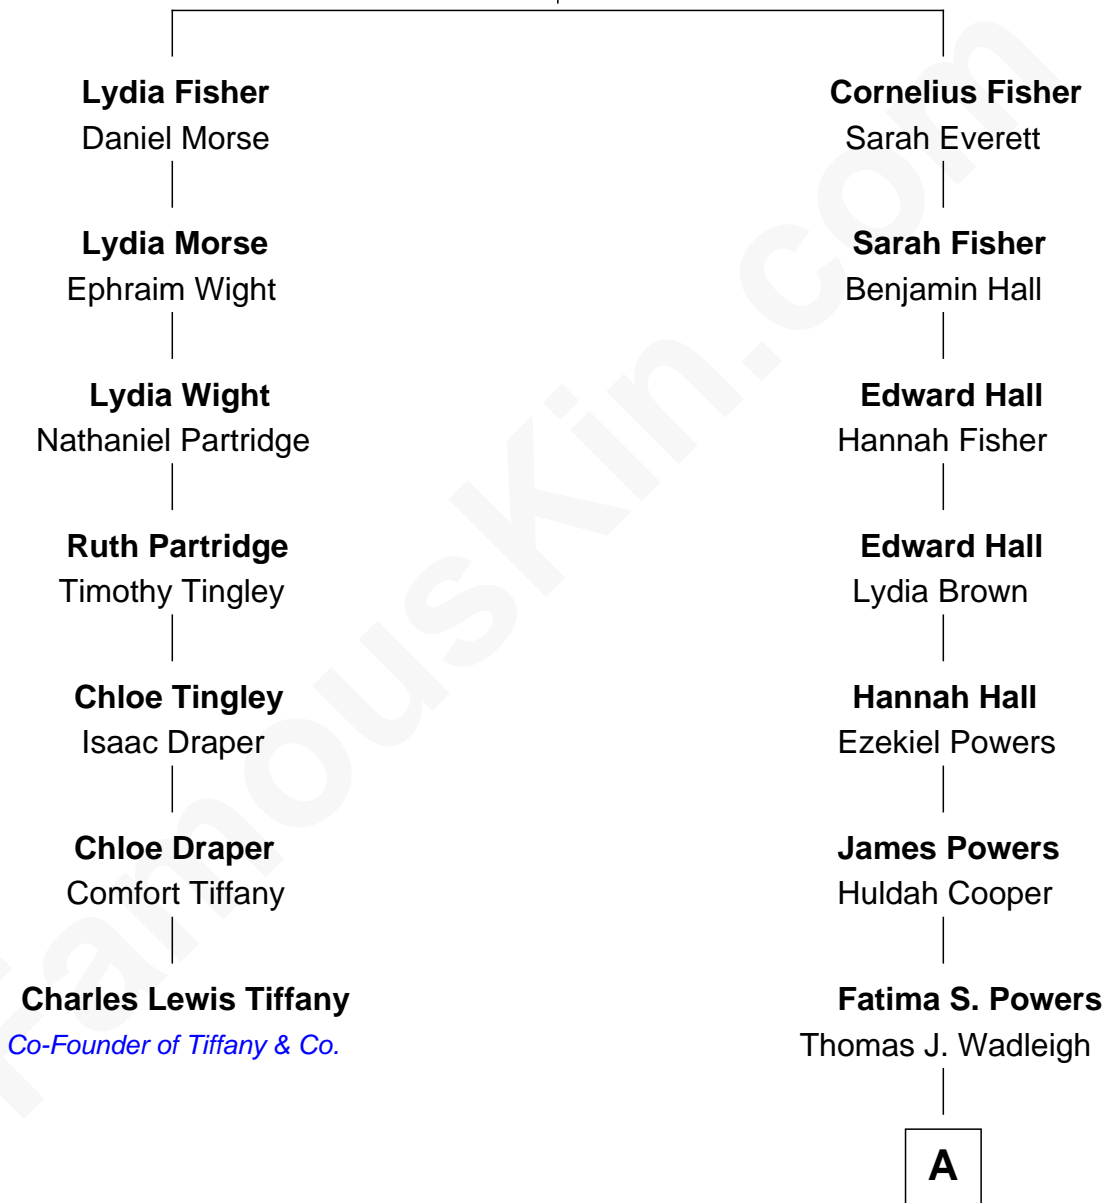 Lydia Fisher
Daniel Morse
Lydia Morse
Ephraim Wight
Lydia Wight
Nathaniel Partridge
Ruth Partridge
Timothy Tingley
Chloe Tingley
Isaac Draper
Chloe Draper
Comfort Tiffany
Charles Lewis Tiffany
Co-Founder of Tiffany & Co.
Cornelius Fisher
Sarah Everett
Sarah Fisher
Benjamin Hall
Edward Hall
Hannah Fisher
Edward Hall
Lydia Brown
Hannah Hall
Ezekiel Powers
James Powers
Huldah Cooper
Fatima S. Powers
Thomas J. Wadleigh
A
FamousKin.com